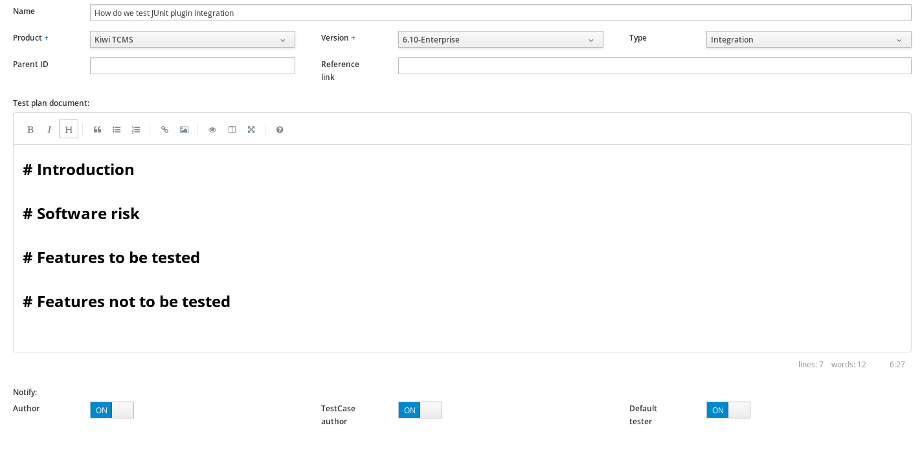 Name How do we test JUnit plugin integration
Product + Kiwi TCMS Version + 6.10-Enterprise Type Integration
Parent ID Reference link
Test plan document:
B I H
# Introduction
# Software risk
# Features to be tested
# Features not to be tested
lines: 7 words: 12 6:27
Notify:
Author ON TestCase author ON Default tester ON